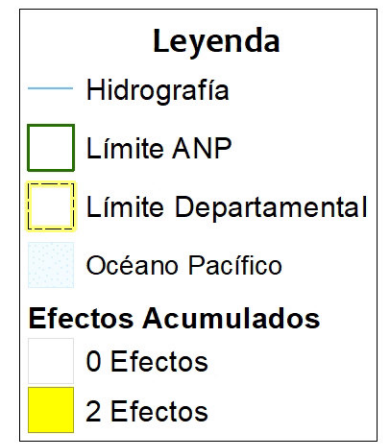 Leyenda
Hidrografía
Límite ANP
Límite Departamental
Océano Pacífico
Efectos Acumulados
0 Efectos
2 Efectos